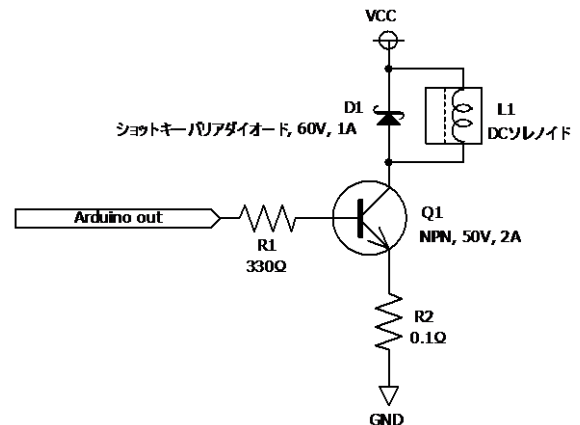 VCC
D1
ショットキーバリアダイオード, 60V, 1A
L1
DCソレノイド
Arduino out
R1
330Ω
Q1
NPN, 50V, 2A
R2
0.1Ω
GND